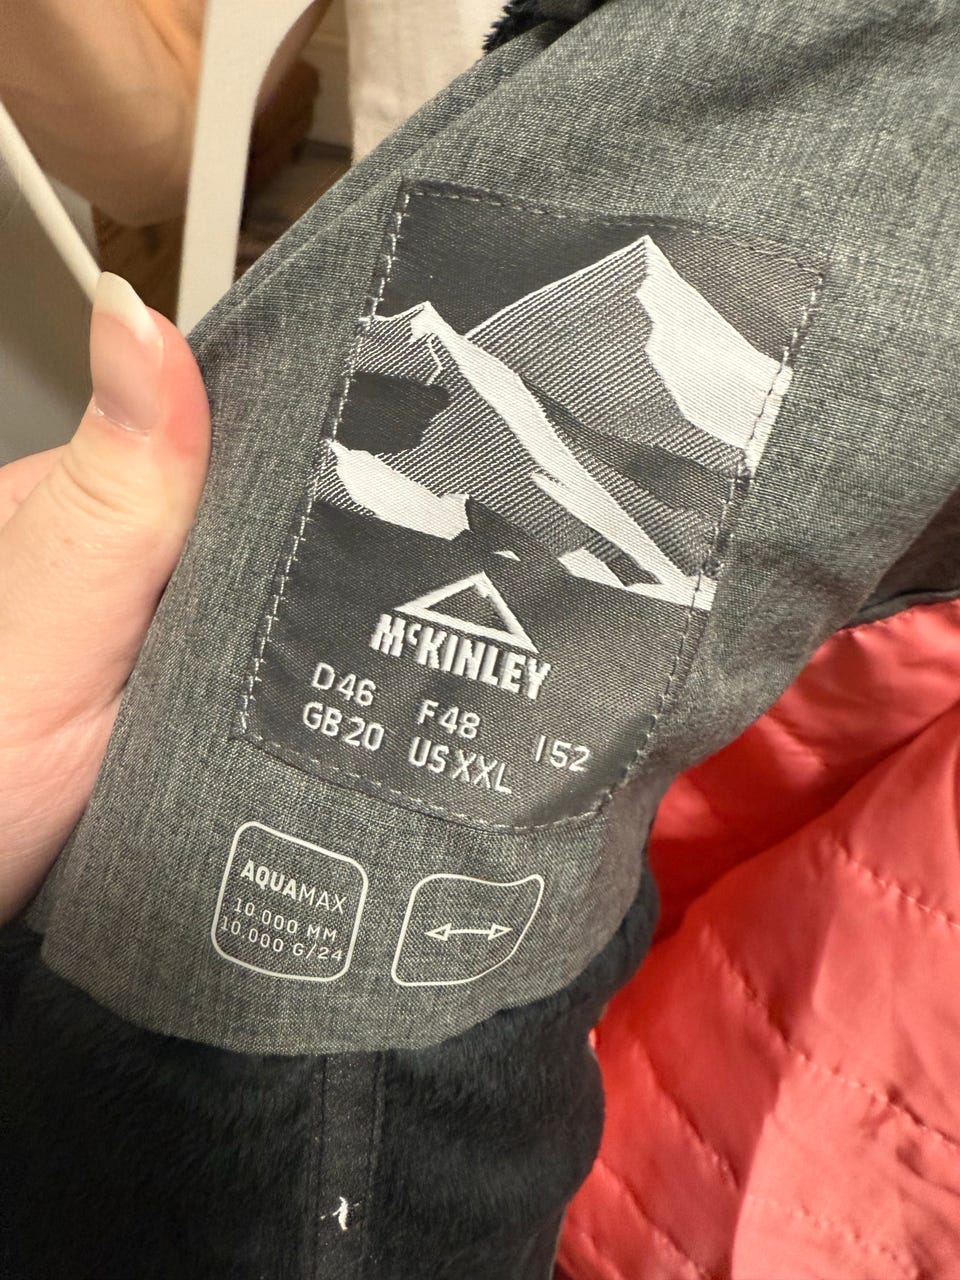 McKINLEY
D46 F48 I52
GB20 US XXL
AQUAMAX
10.000 MM
10.000 G/24